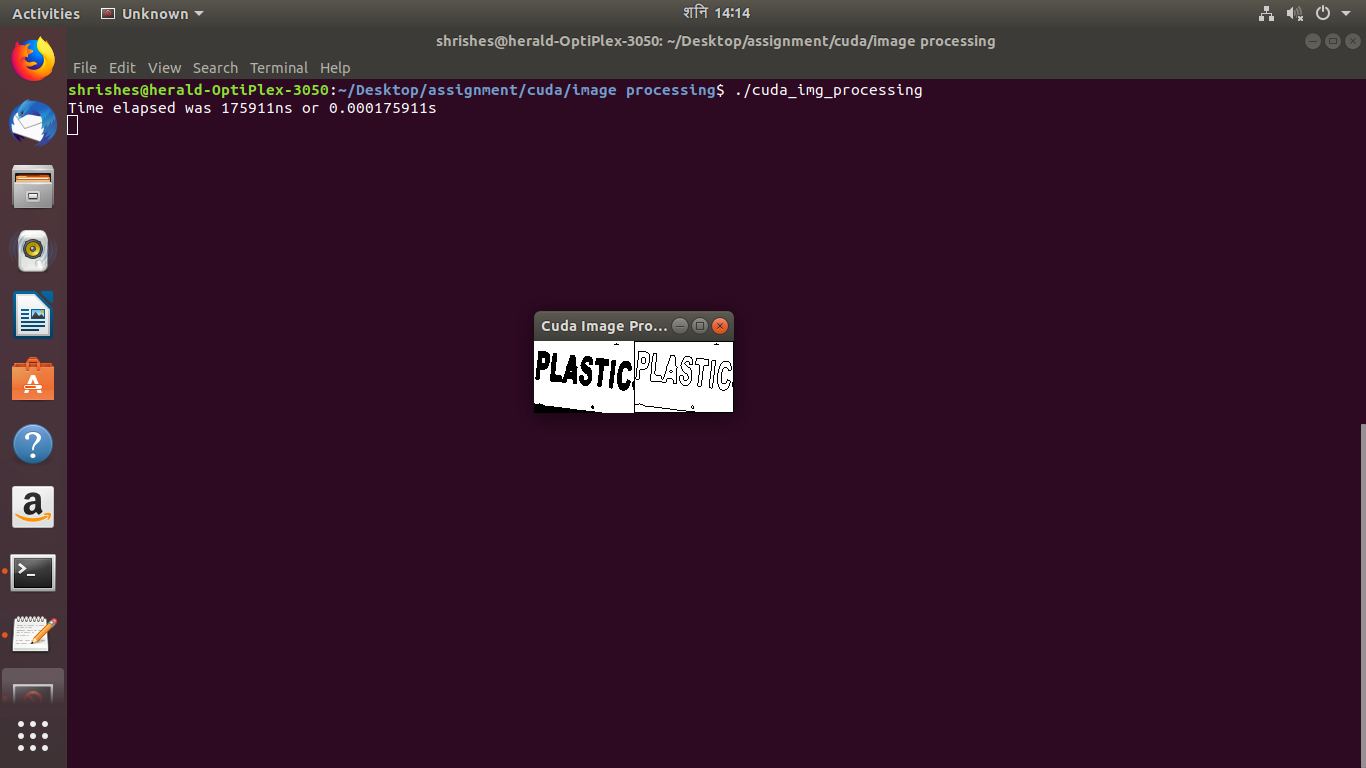 Activities Unknown शनि 14:14
shrishes@herald-OptiPlex-3050: ~/Desktop/assignment/cuda/image processing
File Edit View Search Terminal Help
shrishes@herald-OptiPlex-3050:~/Desktop/assignment/cuda/image processing$ ./cuda_img_processing
Time elapsed was 175911ns or 0.000175911s
Cuda Image Pro...
PLASTIC PLASTIC